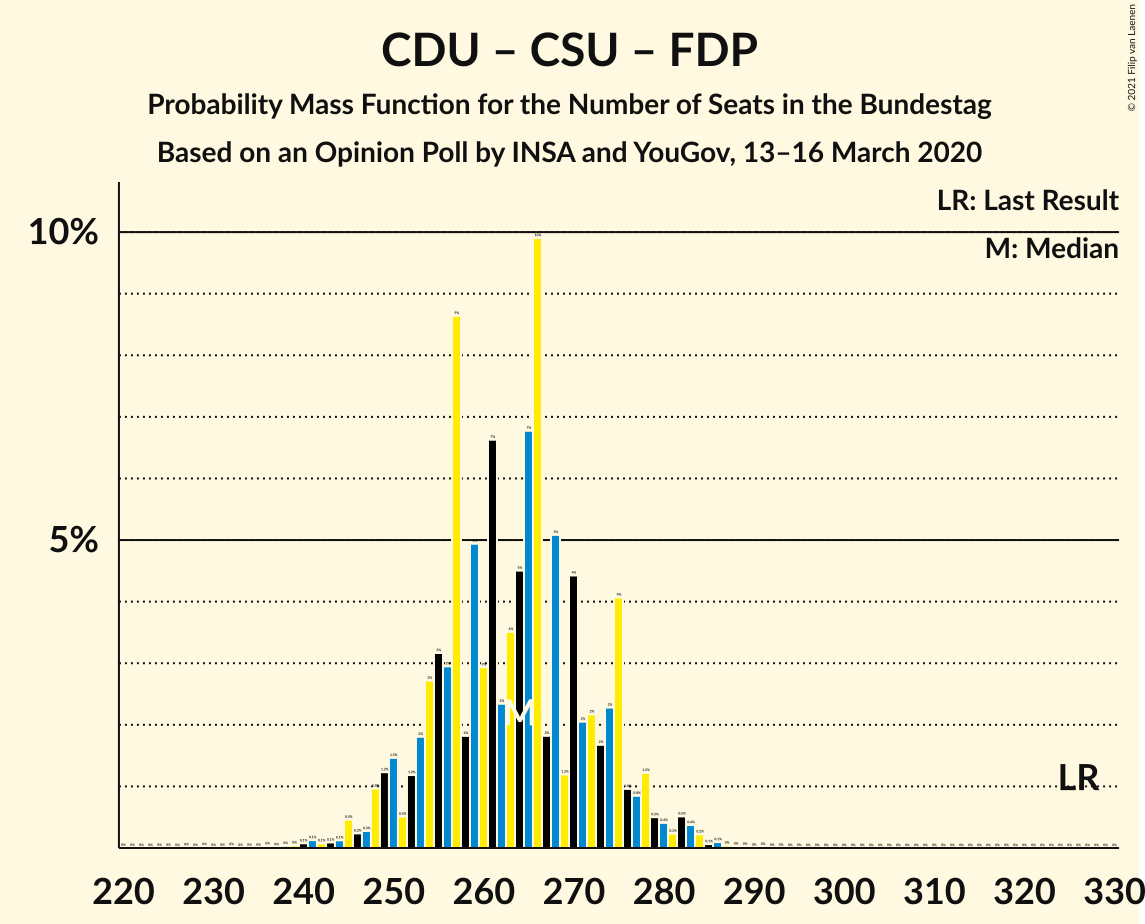 CDU – CSU – FDP
Probability Mass Function for the Number of Seats in the Bundestag
Based on an Opinion Poll by INSA and YouGov, 13–16 March 2020
© 2021 Filip van Laenen
LR: Last Result
M: Median
10%
5%
M
LR
220 230 240 250 260 270 280 290 300 310 320 330